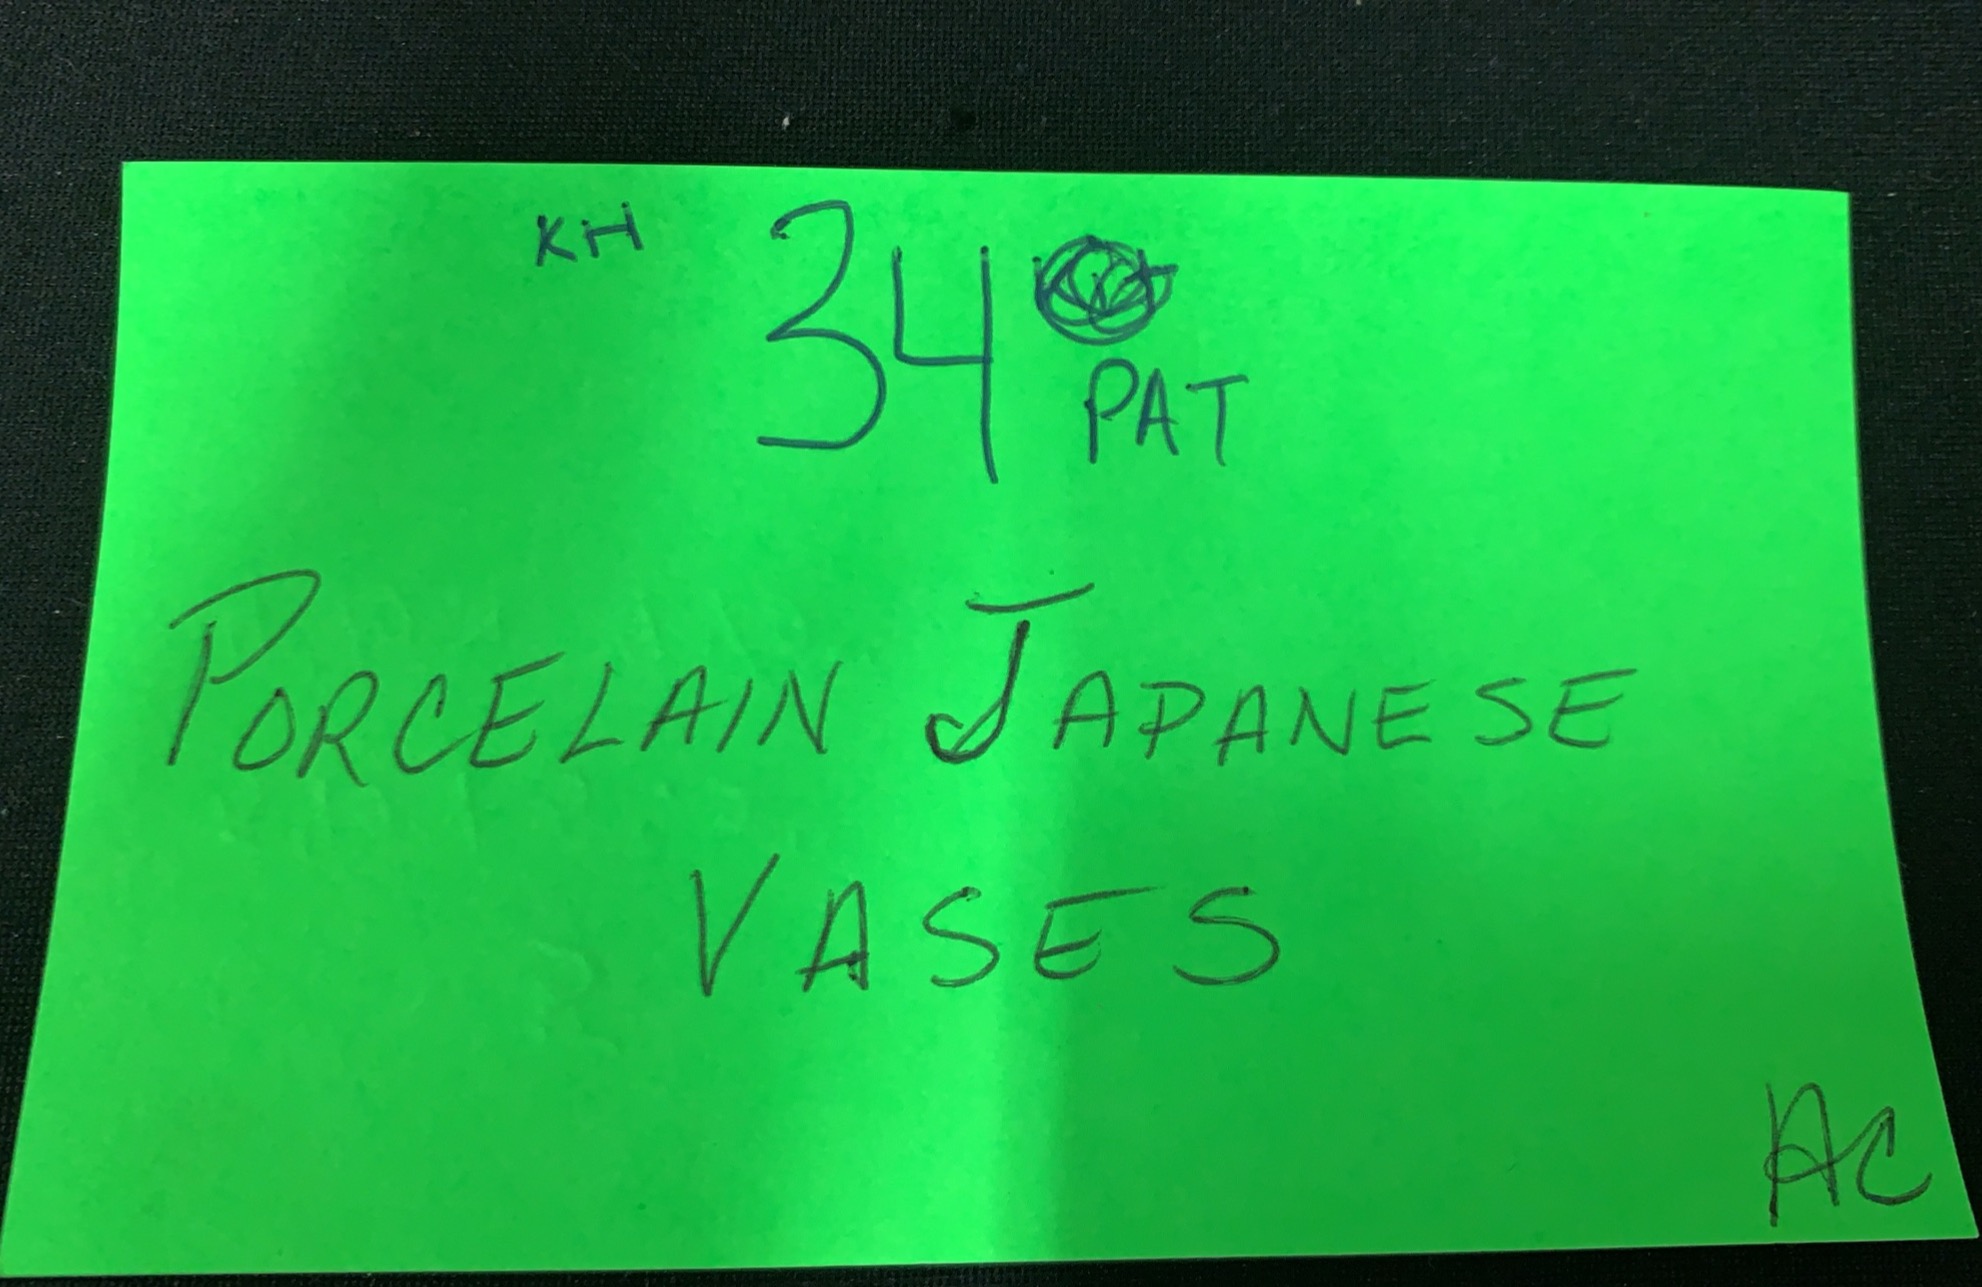 KH 34
PAT
PORCELAIN JAPANESE
VASES
AC